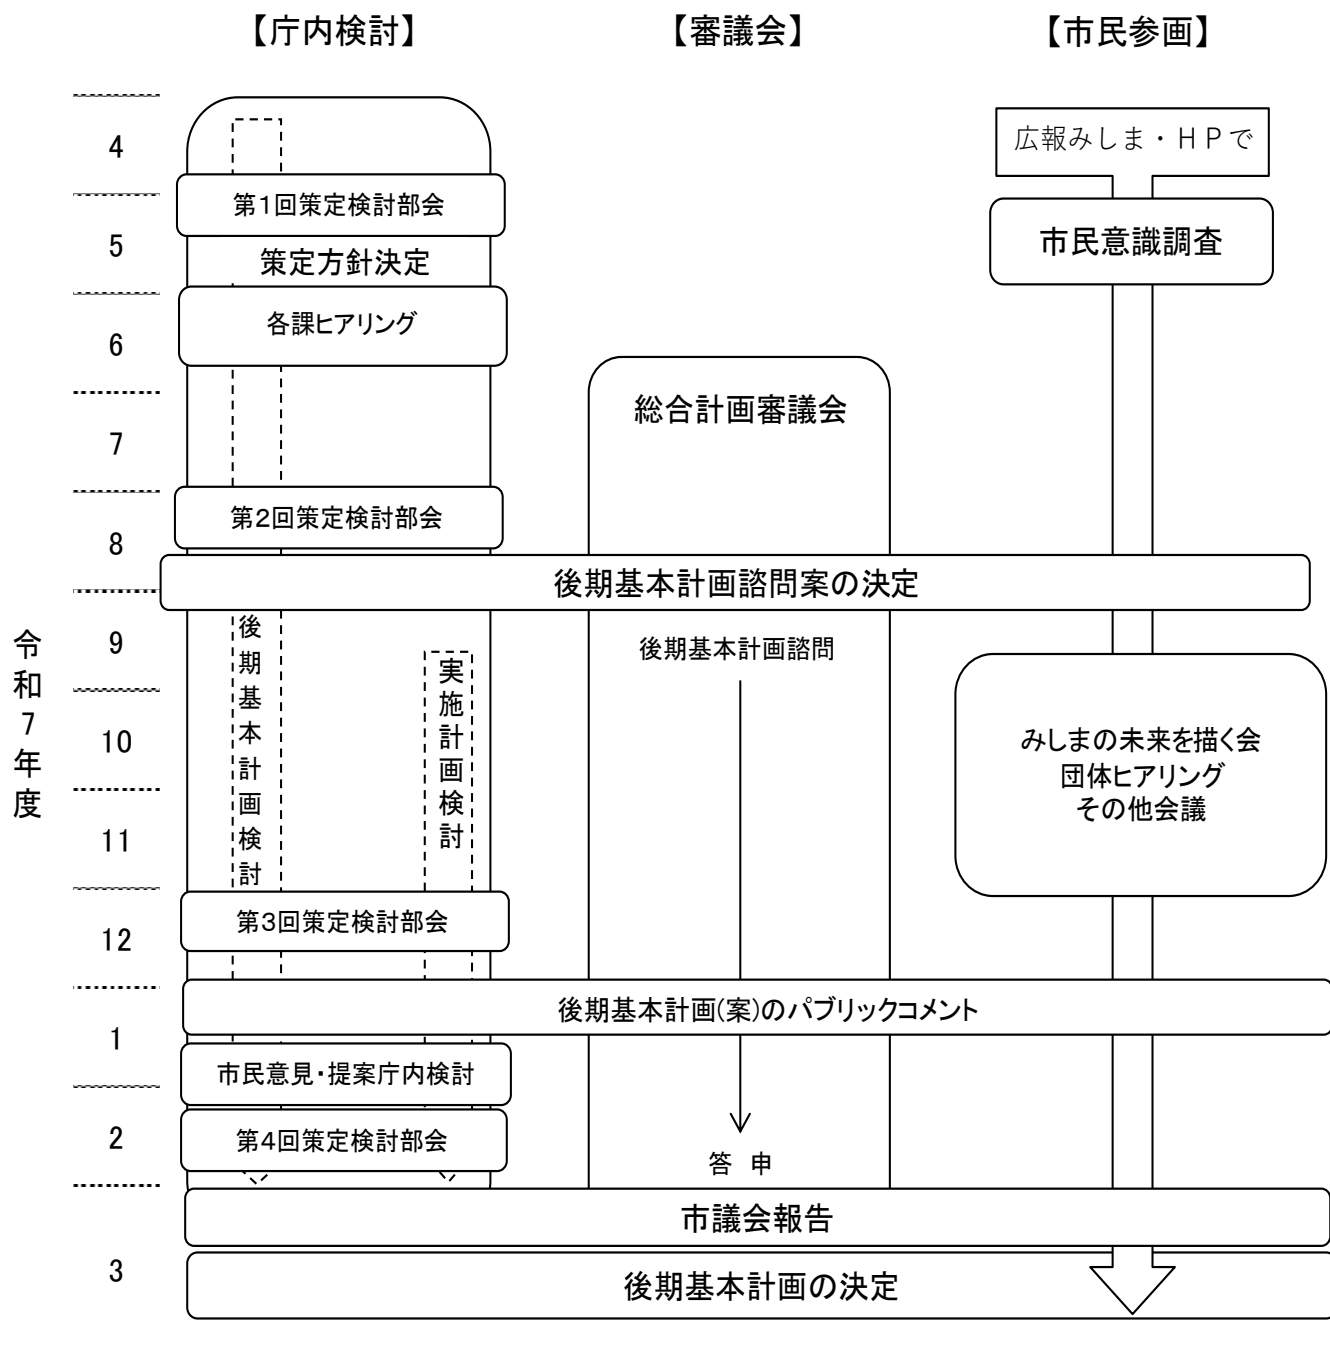 【庁内検討】
【審議会】
【市民参画】
令和7年度
4
5
6
7
8
9
10
11
12
1
2
3
広報みしま・ＨＰで
第1回策定検討部会
市民意識調査
策定方針決定
各課ヒアリング
総合計画審議会
第2回策定検討部会
後期基本計画諮問案の決定
後期基本計画検討
実施計画検討
後期基本計画諮問
みしまの未来を描く会
団体ヒアリング
その他会議
第3回策定検討部会
後期基本計画(案)のパブリックコメント
市民意見・提案庁内検討
第4回策定検討部会
答　申
市議会報告
後期基本計画の決定